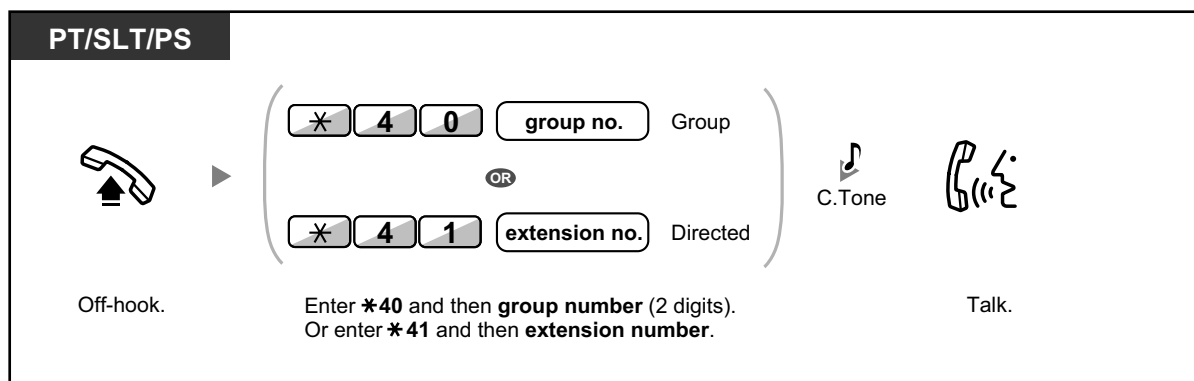 PT/SLT/PS
* 4 0 group no. Group
OR
* 4 1 extension no. Directed
C.Tone
Off-hook.
Enter *40 and then group number (2 digits).
Or enter *41 and then extension number.
Talk.